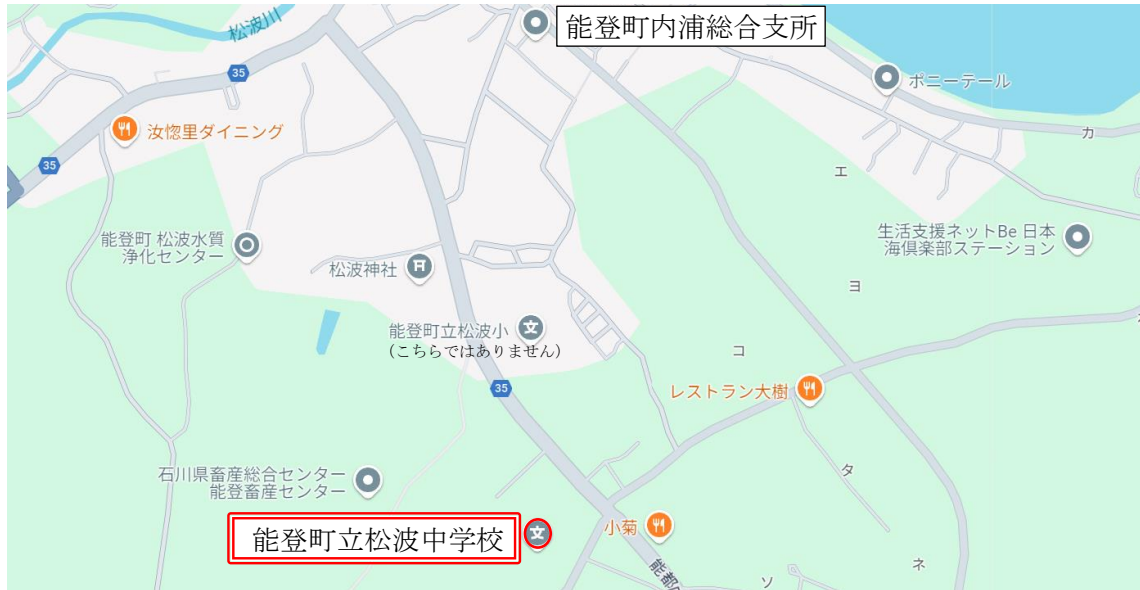 松波川
能登町内浦総合支所
35
ポニーテール
汝惚里ダイニング
カ
35
エ
能登町 松波水質
浄化センター
生活支援ネットBe 日本
海倶楽部ステーション
松波神社
ヨ
能登町立松波小
(こちらではありません)
コ
35
レストラン大樹
石川県畜産総合センター
能登畜産センター
タ
能登町立松波中学校
文
小菊
ネ
能都
ソ